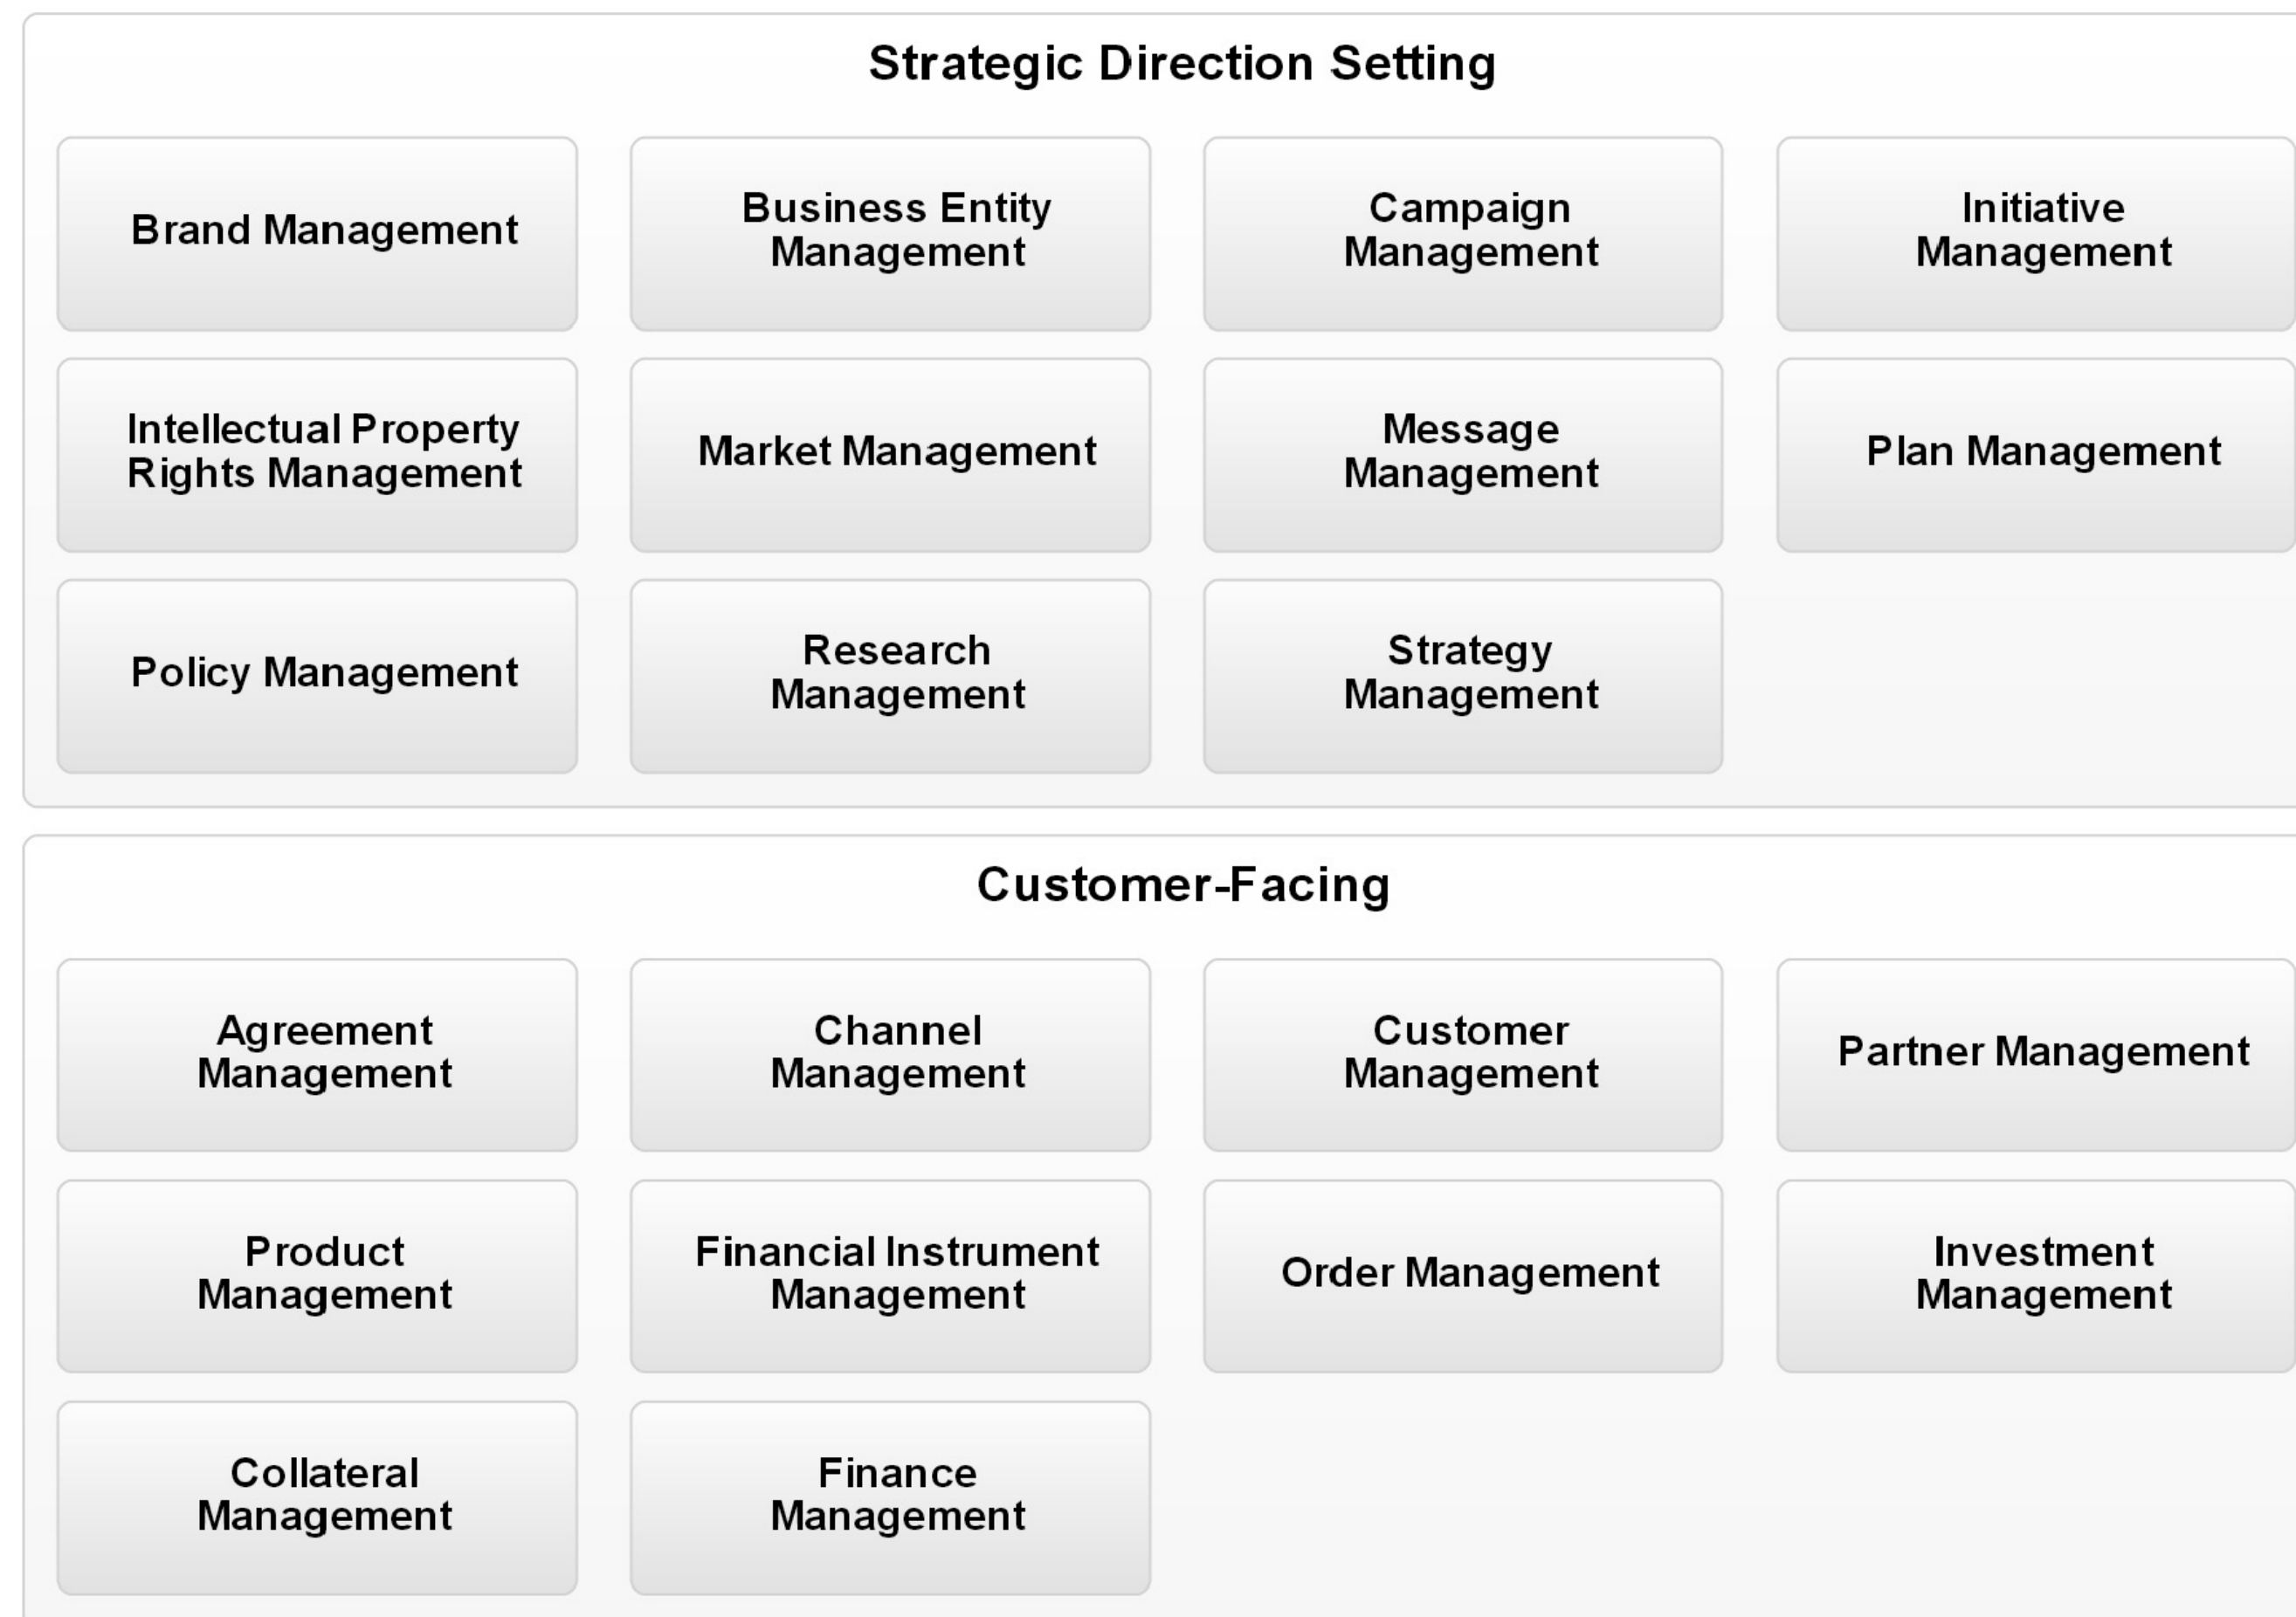 Strategic Direction Setting
Brand Management
Business Entity
Management
Campaign
Management
Initiative
Management
Intellectual Property
Rights Management
Market Management
Message
Management
Plan Management
Policy Management
Research
Management
Strategy
Management
Customer-Facing
Agreement
Management
Channel
Management
Customer
Management
Partner Management
Product
Management
Financial Instrument
Management
Order Management
Investment
Management
Collateral
Management
Finance
Management